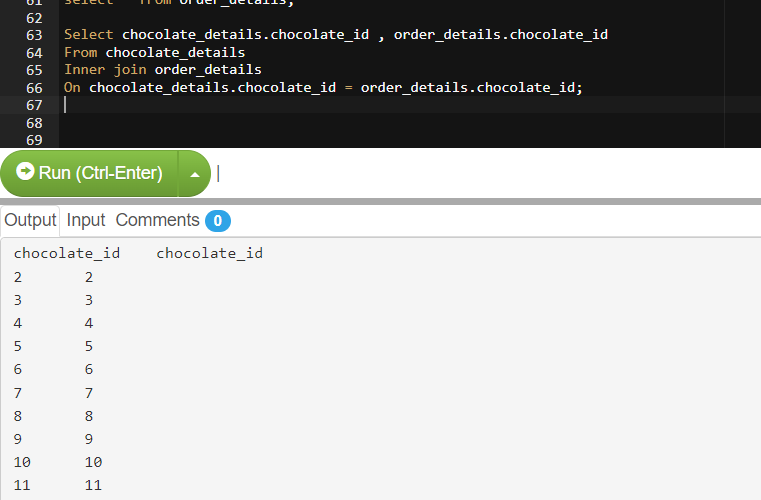 61 select * from order_details;
62
63 Select chocolate_details.chocolate_id , order_details.chocolate_id
64 From chocolate_details
65 Inner join order_details
66 On chocolate_details.chocolate_id = order_details.chocolate_id;
67
68
69
Run (Ctrl-Enter)
Output Input Comments 0
chocolate_id chocolate_id
2 2
3 3
4 4
5 5
6 6
7 7
8 8
9 9
10 10
11 11